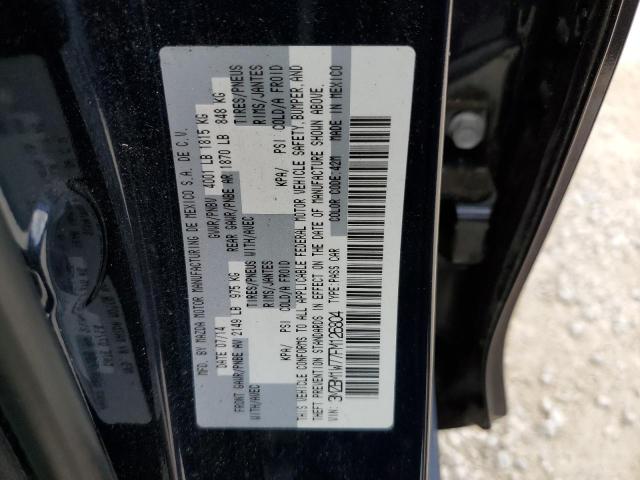 MFD. BY MAZDA MOTOR MANUFACTURING DE MEXICO S.A. DE C.V.
DATE 07/14 GVWR/PNBV 4001 LB 1815 KG
FRONT GAWR/PNBE AV 2149 LB 975 KG REAR GAWR/PNBE AR 1870 LB 848 KG
WITH/AVEC TIRES/PNEUS WITH/AVEC TIRES/PNEUS
RIMS/JANTES RIMS/JANTES
KPA/ PSI COLD/A FROID KPA/ PSI COLD/A FROID
THIS VEHICLE CONFORMS TO ALL APPLICABLE FEDERAL MOTOR VEHICLE SAFETY, BUMPER, AND
THEFT PREVENTION STANDARDS IN EFFECT ON THE DATE OF MANUFACTURE SHOWN ABOVE.
VIN: 3MZBM1W77FM126804 TYPE: PASS CAR COLOR CODE: 42M MADE IN MEXICO